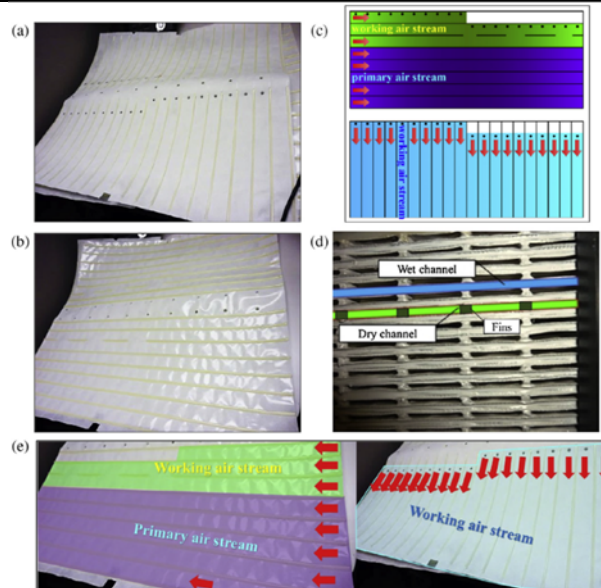 (a)
(c)
working air stream
primary air stream
working air stream
(b)
(d)
Wet channel
Dry channel
Fins
(e)
Working air stream
Primary air stream
Working air stream